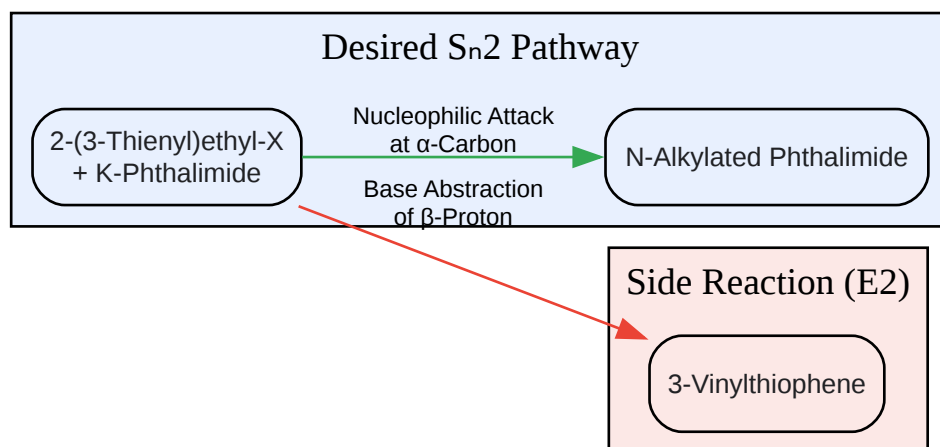 Desired Sₙ2 Pathway
2-(3-Thienyl)ethyl-X
+ K-Phthalimide
Nucleophilic Attack
at α-Carbon
N-Alkylated Phthalimide
Base Abstraction
of β-Proton
Side Reaction (E2)
3-Vinylthiophene